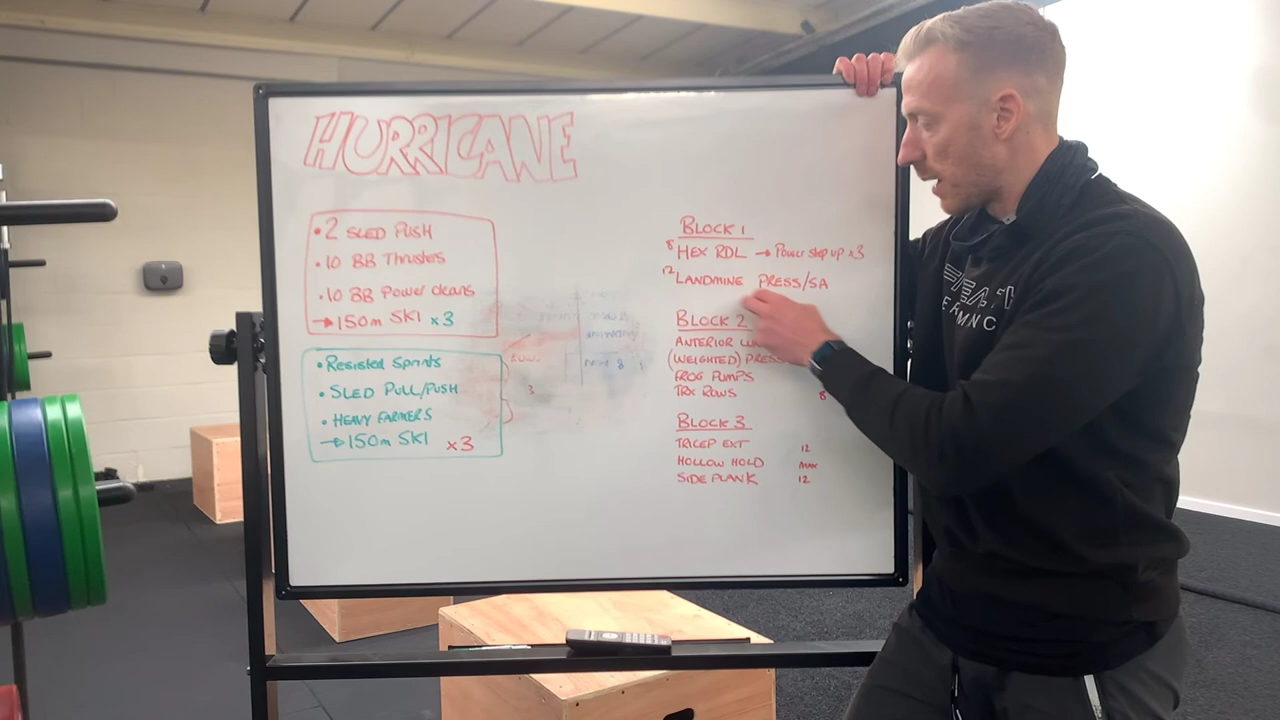 HURRICANE
• 2 SLED PUSH
• 10 BB Thrusters
• 10 BB Power cleans
→ 150m SKI x3
• Resisted Sprints
• SLED PULL/PUSH
• HEAVY FARMERS
→ 150m SKI x3
BLOCK 1
8 HEX RDL → Power step up x3
12 LANDMINE PRESS/SA
BLOCK 2
ANTERIOR
(WEIGHTED) PRESS
FROG PUMPS
TRX ROWS 8
BLOCK 3
TRICEP EXT 12
HOLLOW HOLD MAX
SIDE PLANK 12